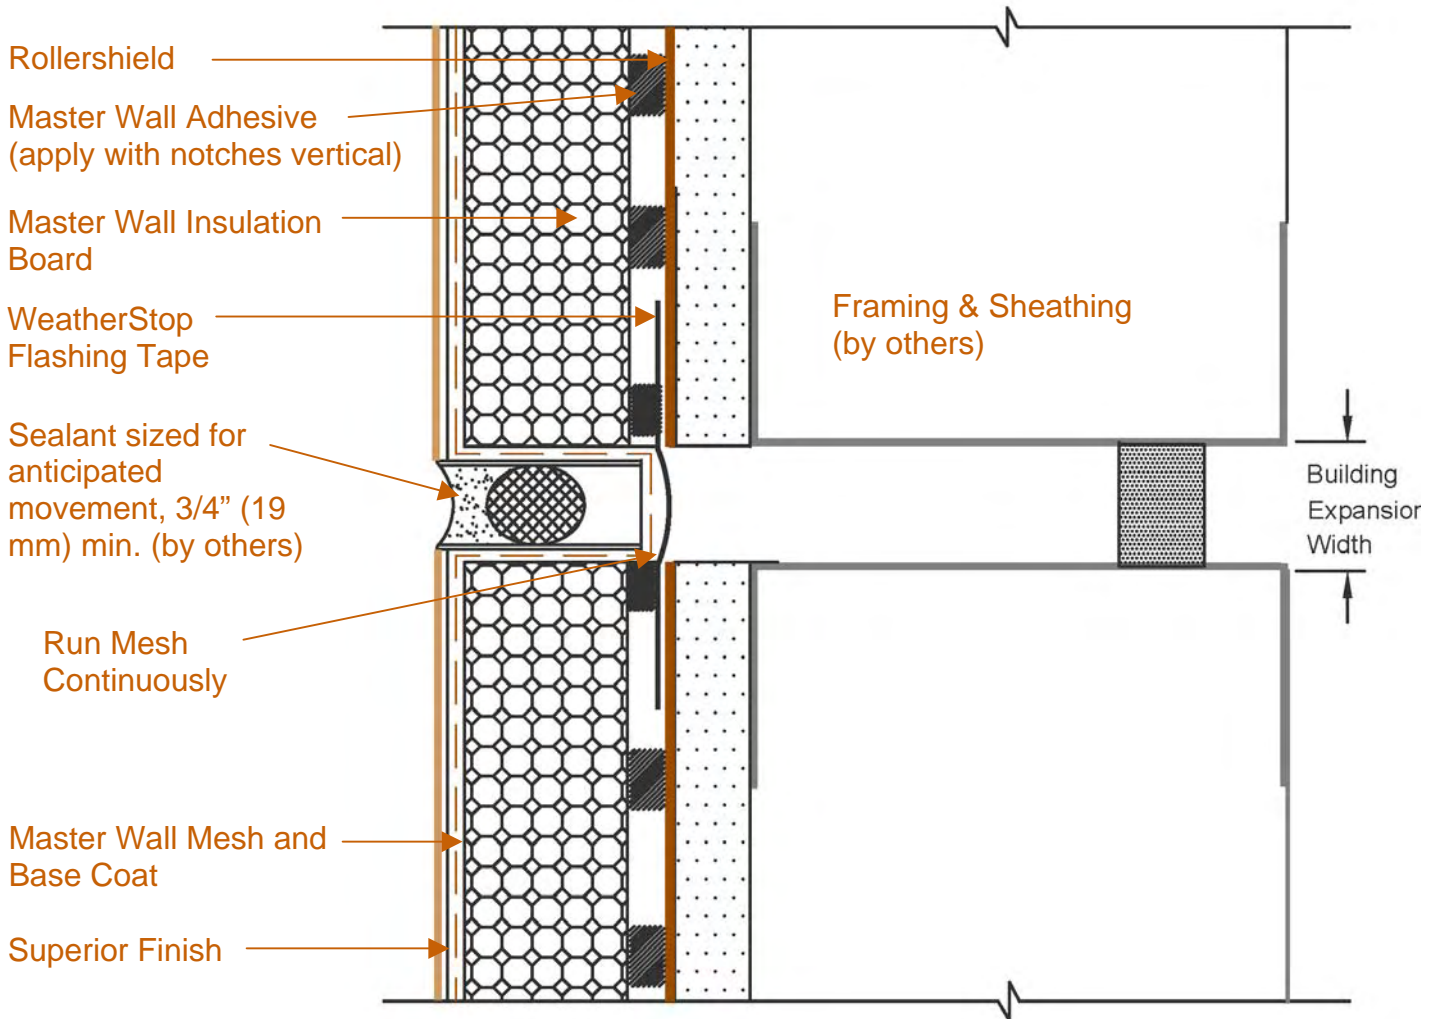 Rollershield
Master Wall Adhesive
(apply with notches vertical)
Master Wall Insulation
Board
WeatherStop
Flashing Tape
Sealant sized for
anticipated
movement, 3/4” (19
mm) min. (by others)
Run Mesh
Continuously
Master Wall Mesh and
Base Coat
Superior Finish
Framing & Sheathing
(by others)
Building
Expansion
Width